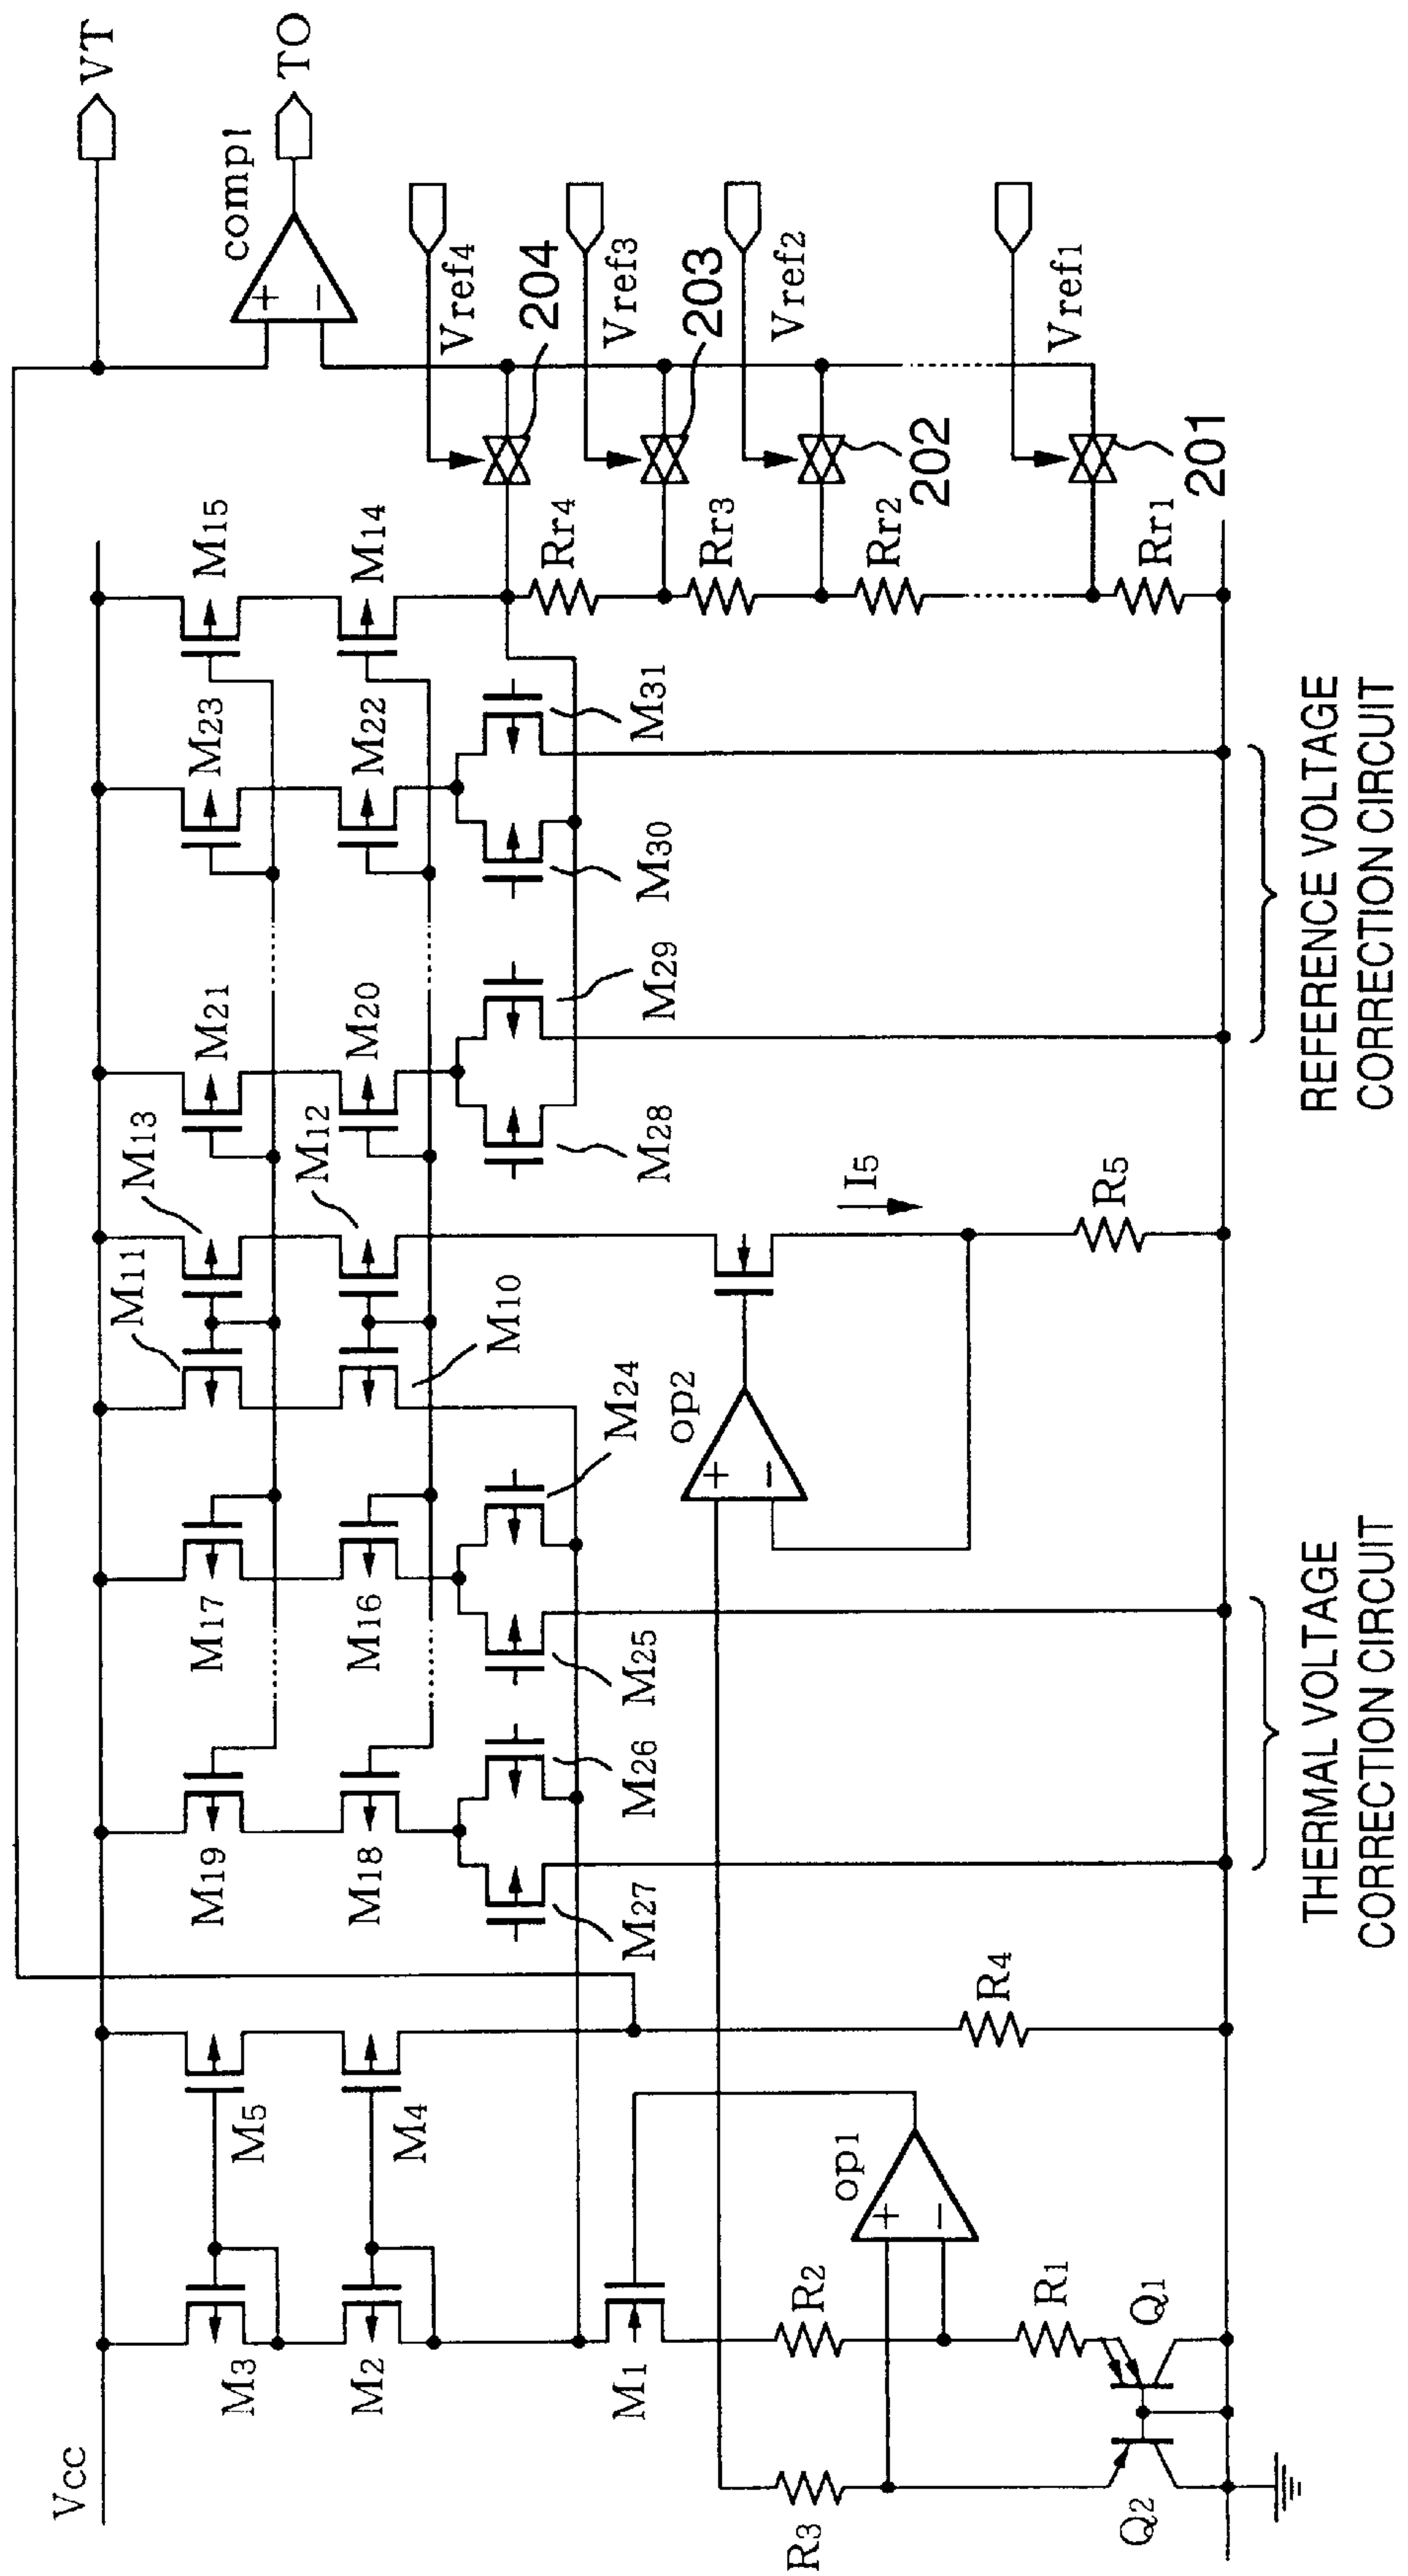 Vcc
M3
M2
M1
M5
M4
R2
R3
R1
Q1
Q2
op1
+
−
R4
M19
M18
M27
M26
M17
M16
M25
M24
THERMAL VOLTAGE
CORRECTION CIRCUIT
M11
M10
M13
M12
op2
+
−
I5
R5
M21
M20
M28
M29
M23
M22
M30
M31
REFERENCE VOLTAGE
CORRECTION CIRCUIT
M15
M14
Rr4
Rr3
Rr2
Rr1
204
203
202
201
Vref4
Vref3
Vref2
Vref1
comp1
+
−
VT
TO